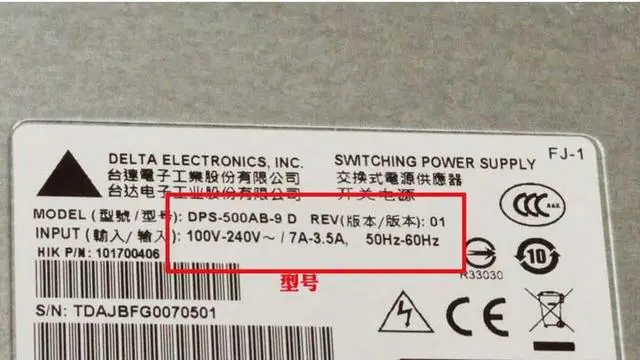 DELTA ELECTRONICS, INC. SWITCHING POWER SUPPLY FJ-1
台達電子工業股份有限公司 交換式電源供應器
台达电子工业股份有限公司 开关电源
MODEL (型號/型号): DPS-500AB-9 D REV(版本/版本): 01
INPUT (輸入/输入): 100V-240V～ / 7A-3.5A, 50Hz-60Hz
HIK P/N: 101700406
CCC
R33030
10
型号
S/N: TDAJBFG0070501
CE